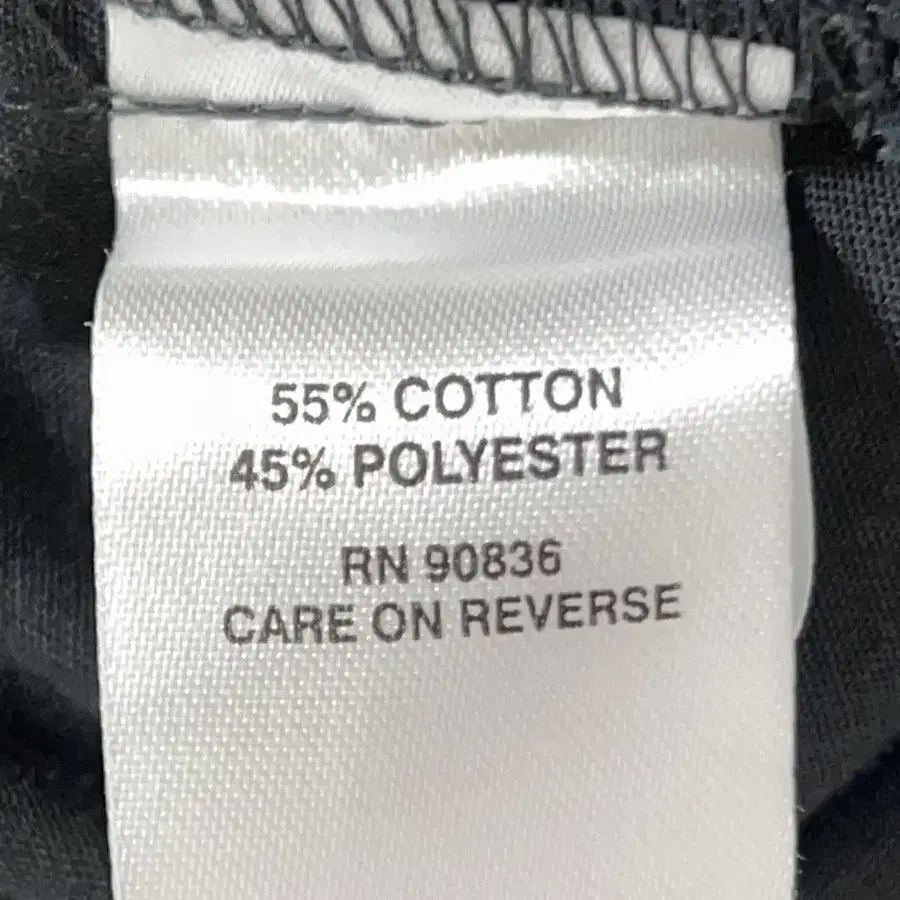 55% COTTON
45% POLYESTER
RN 90836
CARE ON REVERSE